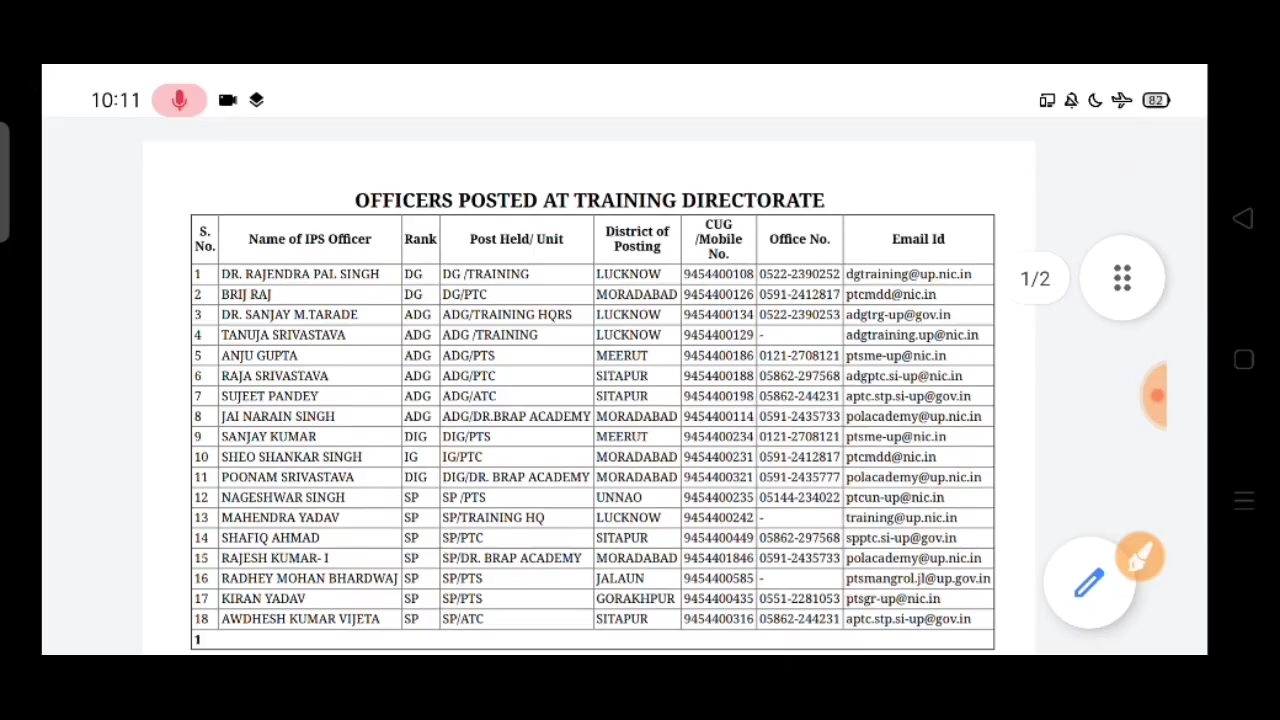 10:11
82
OFFICERS POSTED AT TRAINING DIRECTORATE
S. No. Name of IPS Officer Rank Post Held/ Unit District of Posting CUG /Mobile No. Office No. Email Id
1 DR. RAJENDRA PAL SINGH DG DG /TRAINING LUCKNOW 9454400108 0522-2390252 dgtraining@up.nic.in
2 BRIJ RAJ DG DG/PTC MORADABAD 9454400126 0591-2412817 ptcmdd@nic.in
3 DR. SANJAY M.TARADE ADG ADG/TRAINING HQRS LUCKNOW 9454400134 0522-2390253 adgtrg-up@gov.in
4 TANUJA SRIVASTAVA ADG ADG /TRAINING LUCKNOW 9454400129 - adgtraining.up@nic.in
5 ANJU GUPTA ADG ADG/PTS MEERUT 9454400186 0121-2708121 ptsme-up@nic.in
6 RAJA SRIVASTAVA ADG ADG/PTC SITAPUR 9454400188 05862-297568 adgptc.si-up@nic.in
7 SUJEET PANDEY ADG ADG/ATC SITAPUR 9454400198 05862-244231 aptc.stp.si-up@gov.in
8 JAI NARAIN SINGH ADG ADG/DR.BRAP ACADEMY MORADABAD 9454400114 0591-2435733 polacademy@up.nic.in
9 SANJAY KUMAR DIG DIG/PTS MEERUT 9454400234 0121-2708121 ptsme-up@nic.in
10 SHEO SHANKAR SINGH IG IG/PTC MORADABAD 9454400231 0591-2412817 ptcmdd@nic.in
11 POONAM SRIVASTAVA DIG DIG/DR. BRAP ACADEMY MORADABAD 9454400321 0591-2435777 polacademy@up.nic.in
12 NAGESHWAR SINGH SP SP /PTS UNNAO 9454400235 05144-234022 ptcun-up@nic.in
13 MAHENDRA YADAV SP SP/TRAINING HQ LUCKNOW 9454400242 - training@up.nic.in
14 SHAFIQ AHMAD SP SP/PTC SITAPUR 9454400449 05862-297568 spptc.si-up@gov.in
15 RAJESH KUMAR- I SP SP/DR. BRAP ACADEMY MORADABAD 9454401846 0591-2435733 polacademy@up.nic.in
16 RADHEY MOHAN BHARDWAJ SP SP/PTS JALAUN 9454400585 - ptsmangrol.jl@up.gov.in
17 KIRAN YADAV SP SP/PTS GORAKHPUR 9454400435 0551-2281053 ptsgr-up@nic.in
18 AWDHESH KUMAR VIJETA SP SP/ATC SITAPUR 9454400316 05862-244231 aptc.stp.si-up@gov.in
1
1/2